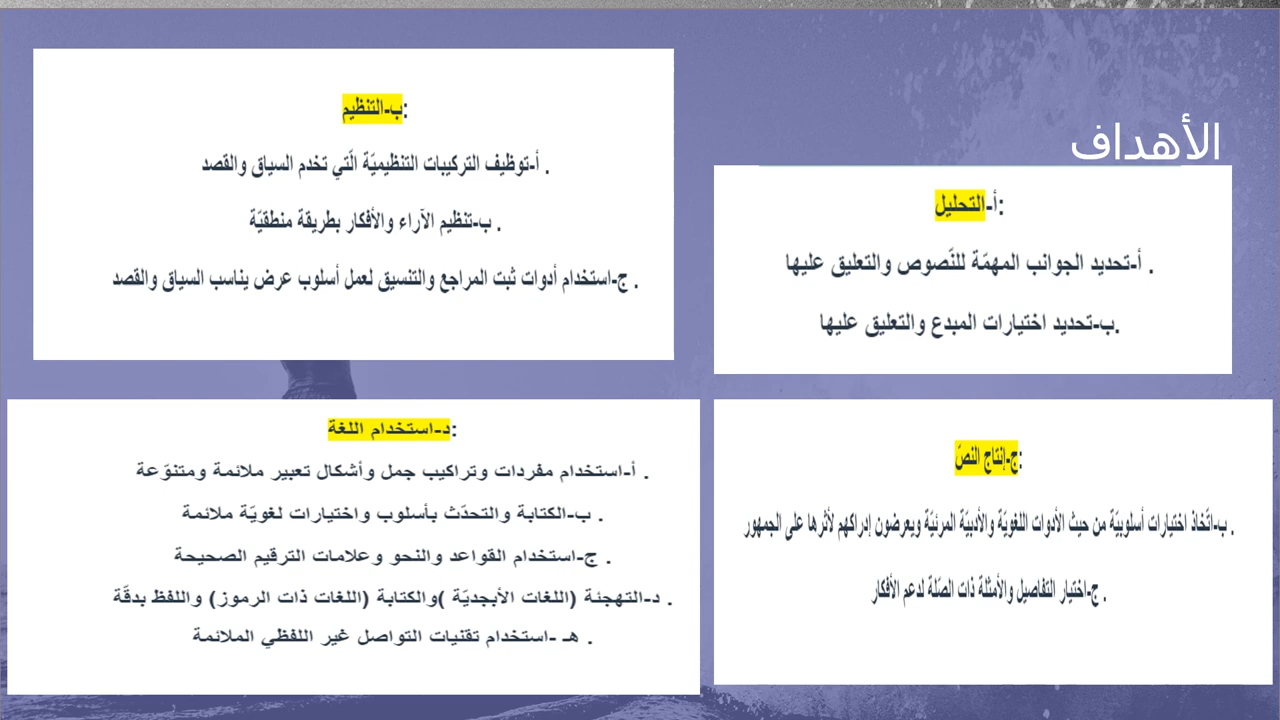 الأهداف
أ-التحليل:
أ-تحديد الجوانب المهمّة للنّصوص والتعليق عليها .
ب-تحديد اختيارات المبدع والتعليق عليها.
ب-التنظيم:
أ-توظيف التركيبات التنظيميّة الّتي تخدم السياق والقصد .
ب-تنظيم الآراء والأفكار بطريقة منطقيّة .
ج-استخدام أدوات ثبت المراجع والتنسيق لعمل أسلوب عرض يناسب السياق والقصد .
ج-إنتاج النصّ:
ب-اتّخاذ اختيارات أسلوبيّة من حيث الأدوات اللغويّة والأدبيّة المرئيّة ويعرضون إدراكهم لأثرها على الجمهور .
ج-اختيار التفاصيل والأمثلة ذات الصّلة لدعم الأفكار .
د-استخدام اللغة:
أ-استخدام مفردات وتراكيب جمل وأشكال تعبير ملائمة ومتنوّعة .
ب-الكتابة والتحدّث بأسلوب واختيارات لغويّة ملائمة .
ج-استخدام القواعد والنحو وعلامات الترقيم الصحيحة .
د-التهجئة (اللغات الأبجديّة )والكتابة (اللغات ذات الرموز) واللفظ بدقّة .
هـ -استخدام تقنيات التواصل غير اللفظي الملائمة .